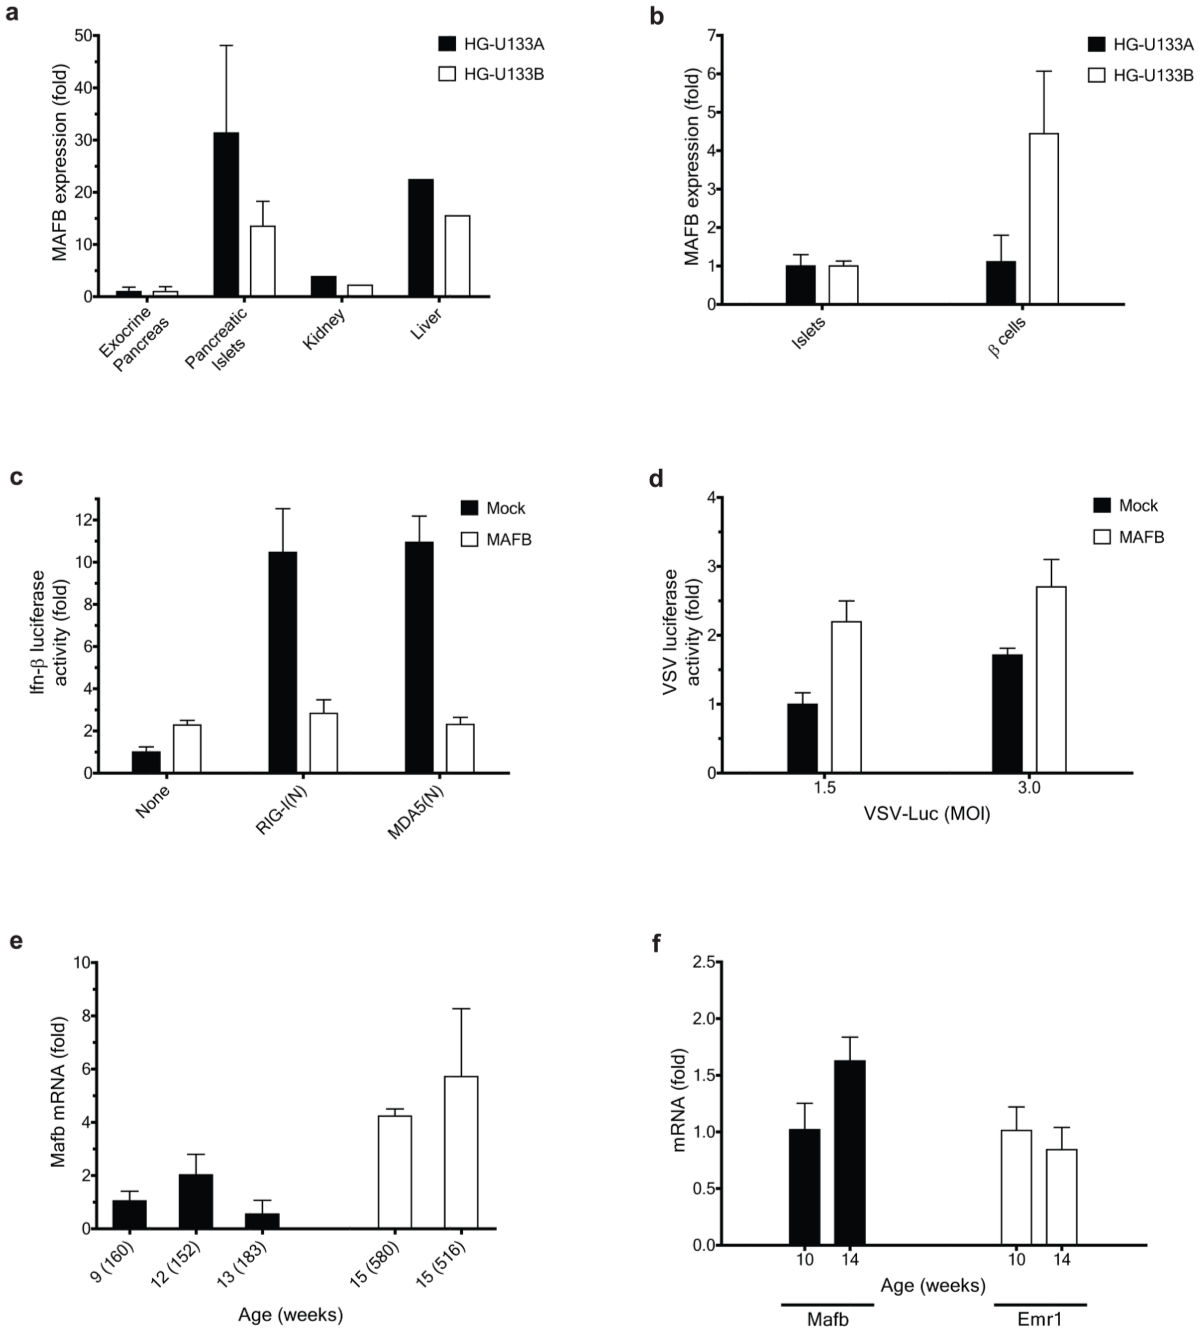 a
50
40
30
20
10
0
MAFB expression (fold)
HG-U133A
HG-U133B
Exocrine
Pancreas
Pancreatic
Islets
Kidney
Liver
b
7
6
5
4
3
2
1
0
MAFB expression (fold)
HG-U133A
HG-U133B
Islets
β cells
c
12
10
8
6
4
2
0
Ifn-β luciferase
activity (fold)
Mock
MAFB
None
RIG-I(N)
MDA5(N)
d
4
3
2
1
0
VSV luciferase
activity (fold)
Mock
MAFB
1.5
3.0
VSV-Luc (MOI)
e
10
8
6
4
2
0
Mafb mRNA (fold)
9 (160)
12 (152)
13 (183)
15 (580)
15 (516)
Age (weeks)
f
2.5
2.0
1.5
1.0
0.5
0.0
mRNA (fold)
10
14
10
14
Age (weeks)
Mafb
Emr1